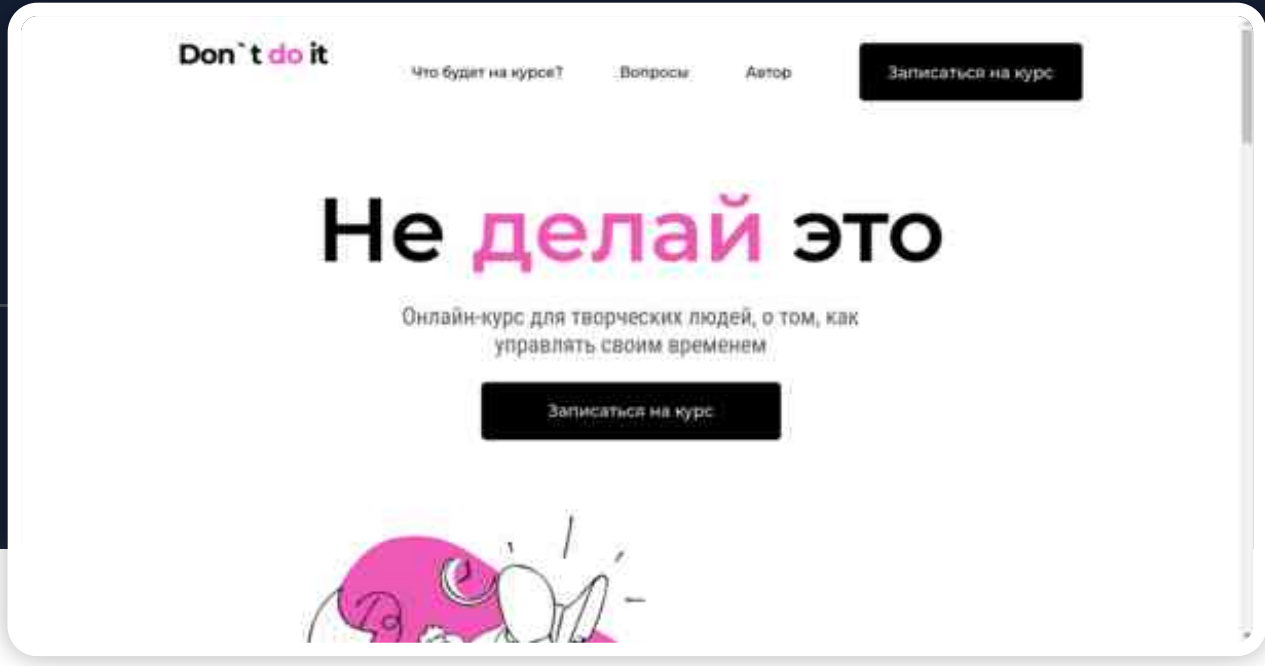 Don`t do it
Что будет на курсе?
Вопросы
Автор
Записаться на курс
Не делай это
Онлайн-курс для творческих людей, о том, как
управлять своим временем
Записаться на курс